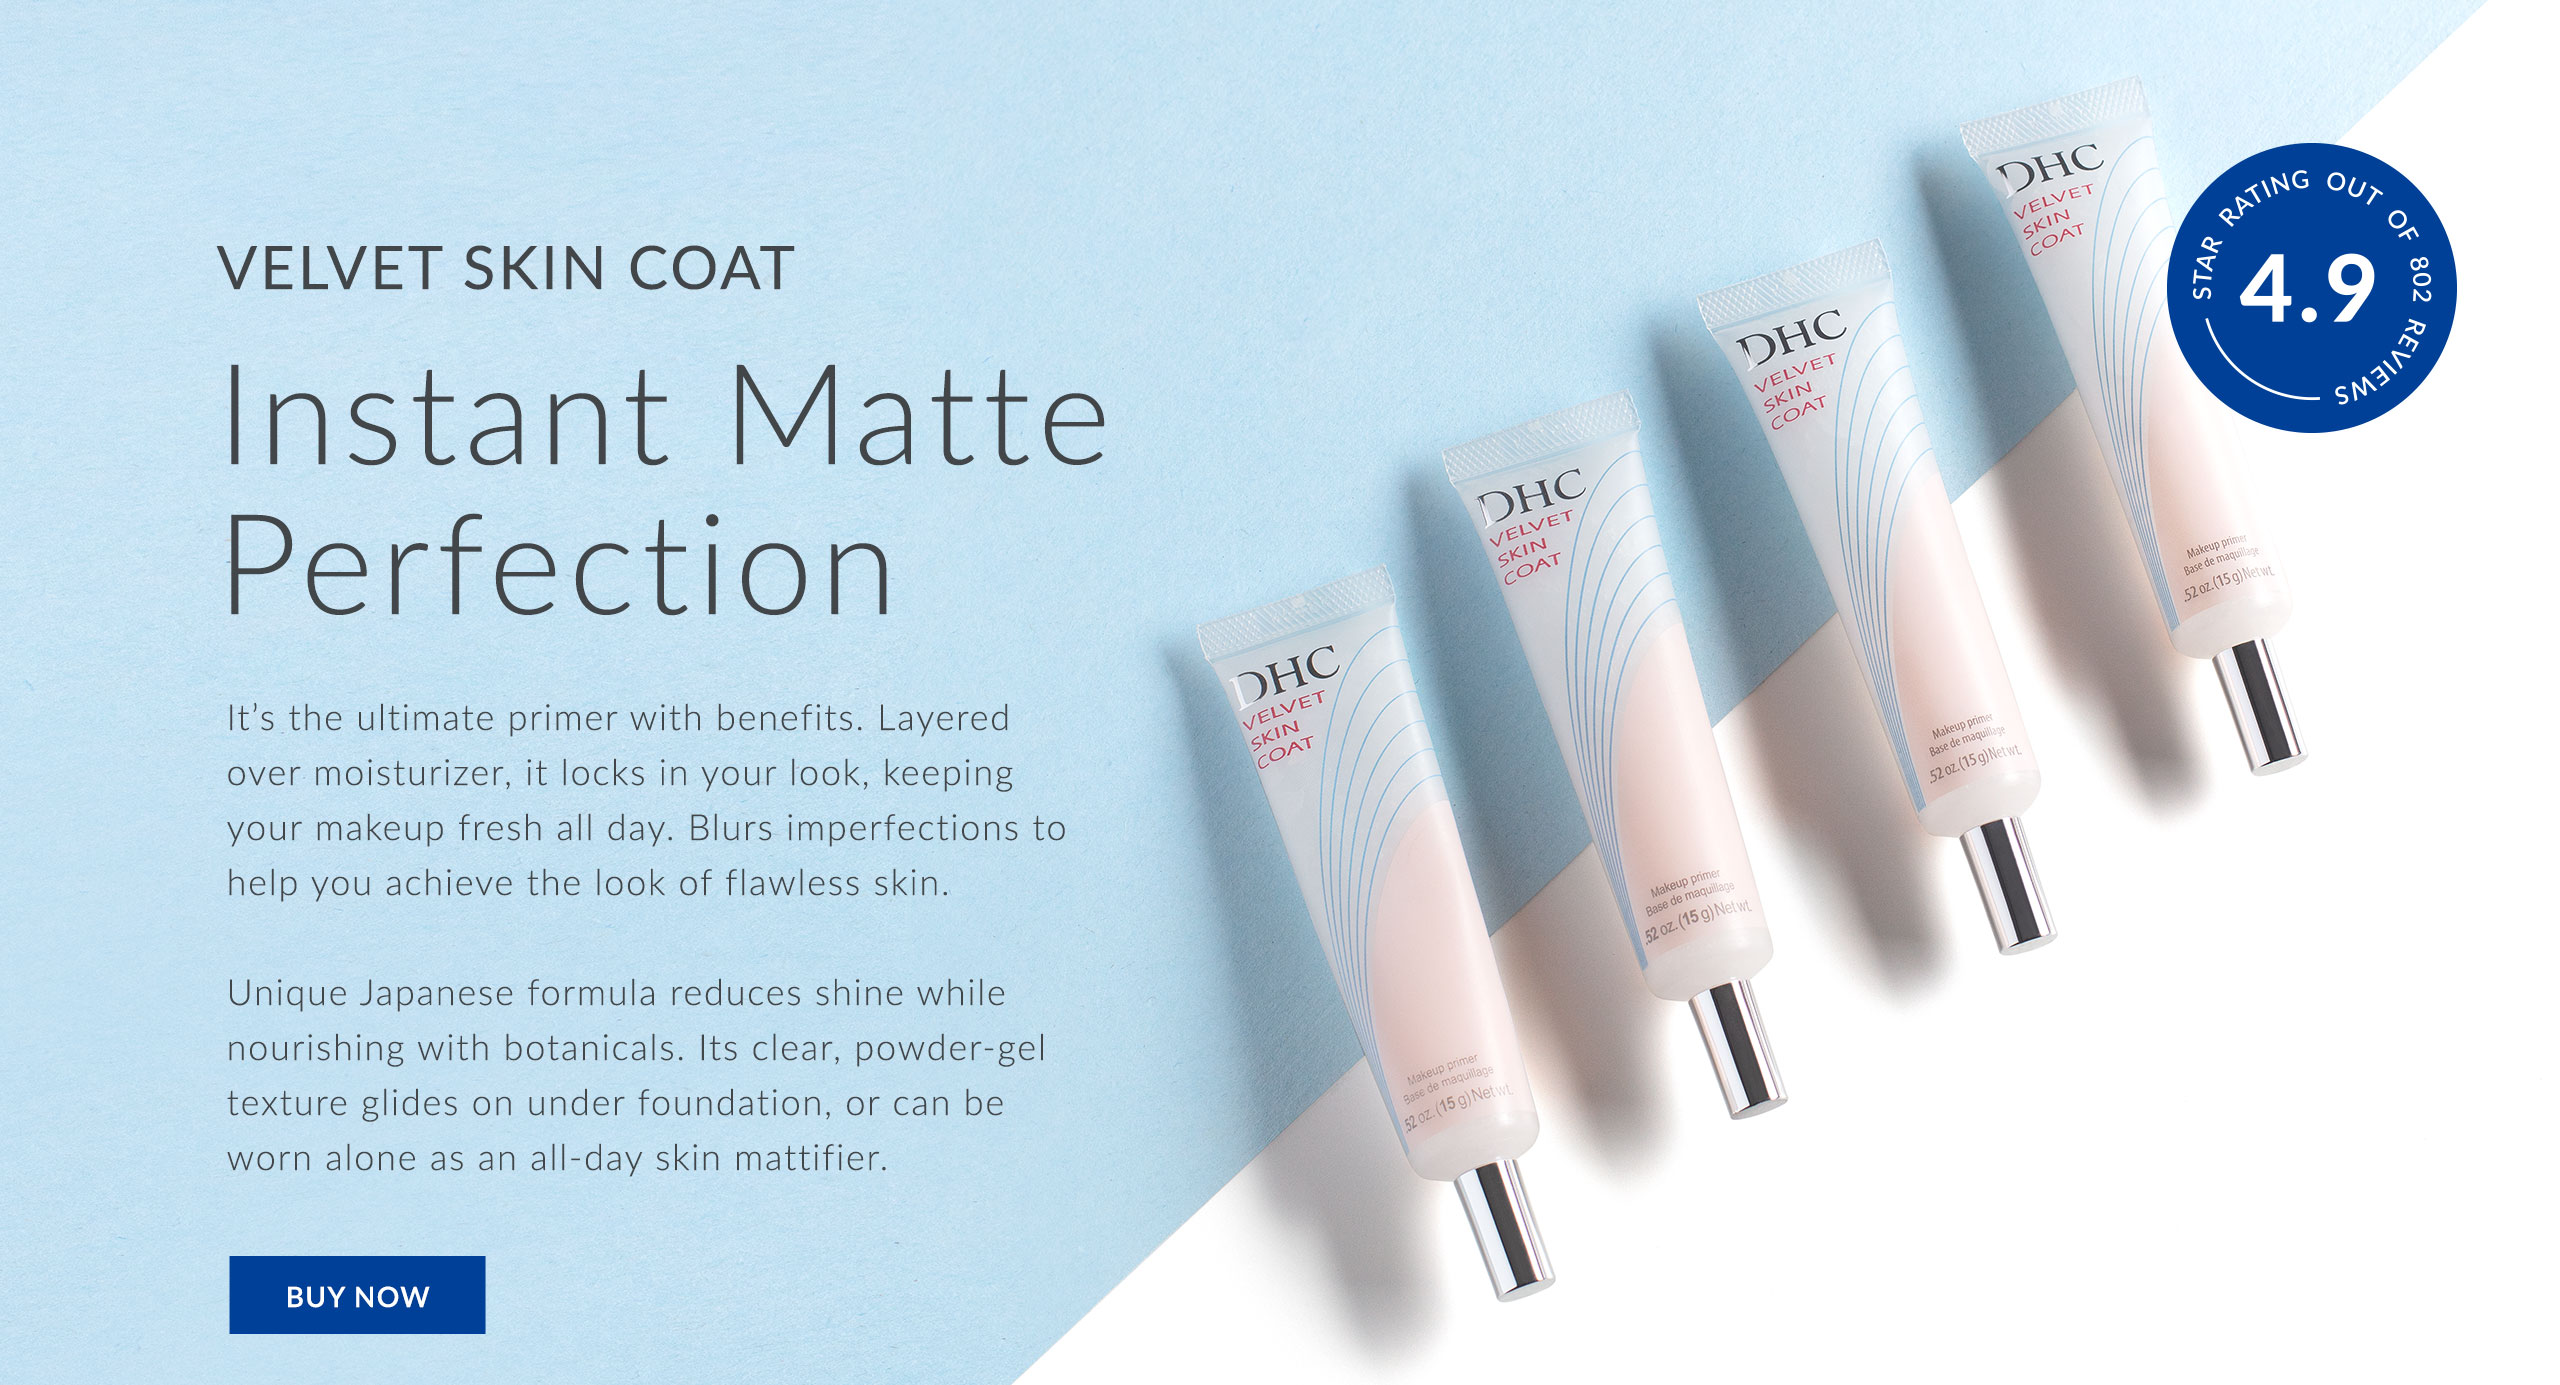 VELVET SKIN COAT
Instant Matte
Perfection
It’s the ultimate primer with benefits. Layered
over moisturizer, it locks in your look, keeping
your makeup fresh all day. Blurs imperfections to
help you achieve the look of flawless skin.
Unique Japanese formula reduces shine while
nourishing with botanicals. Its clear, powder-gel
texture glides on under foundation, or can be
worn alone as an all-day skin mattifier.
BUY NOW
DHC
VELVET
SKIN
COAT
Makeup primer
Base de maquillage
.52 oz.(15 g)Net wt.
DHC
VELVET
SKIN
COAT
Makeup primer
Base de maquillage
.52 oz.(15 g)Net wt.
DHC
VELVET
SKIN
COAT
Makeup primer
Base de maquillage
.52 oz.(15 g)Net wt.
DHC
VELVET
SKIN
COAT
Makeup primer
Base de maquillage
.52 oz.(15 g)Net wt.
STAR RATING OUT OF 802 REVIEWS
4.9